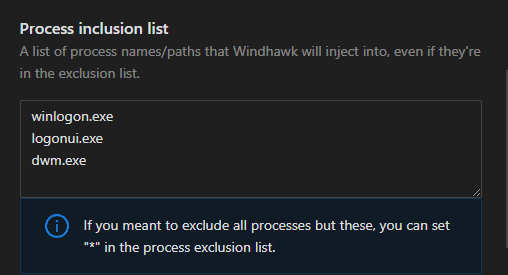 Process inclusion list
A list of process names/paths that Windhawk will inject into, even if they're
in the exclusion list.
winlogon.exe
logonui.exe
dwm.exe
If you meant to exclude all processes but these, you can set
"*" in the process exclusion list.